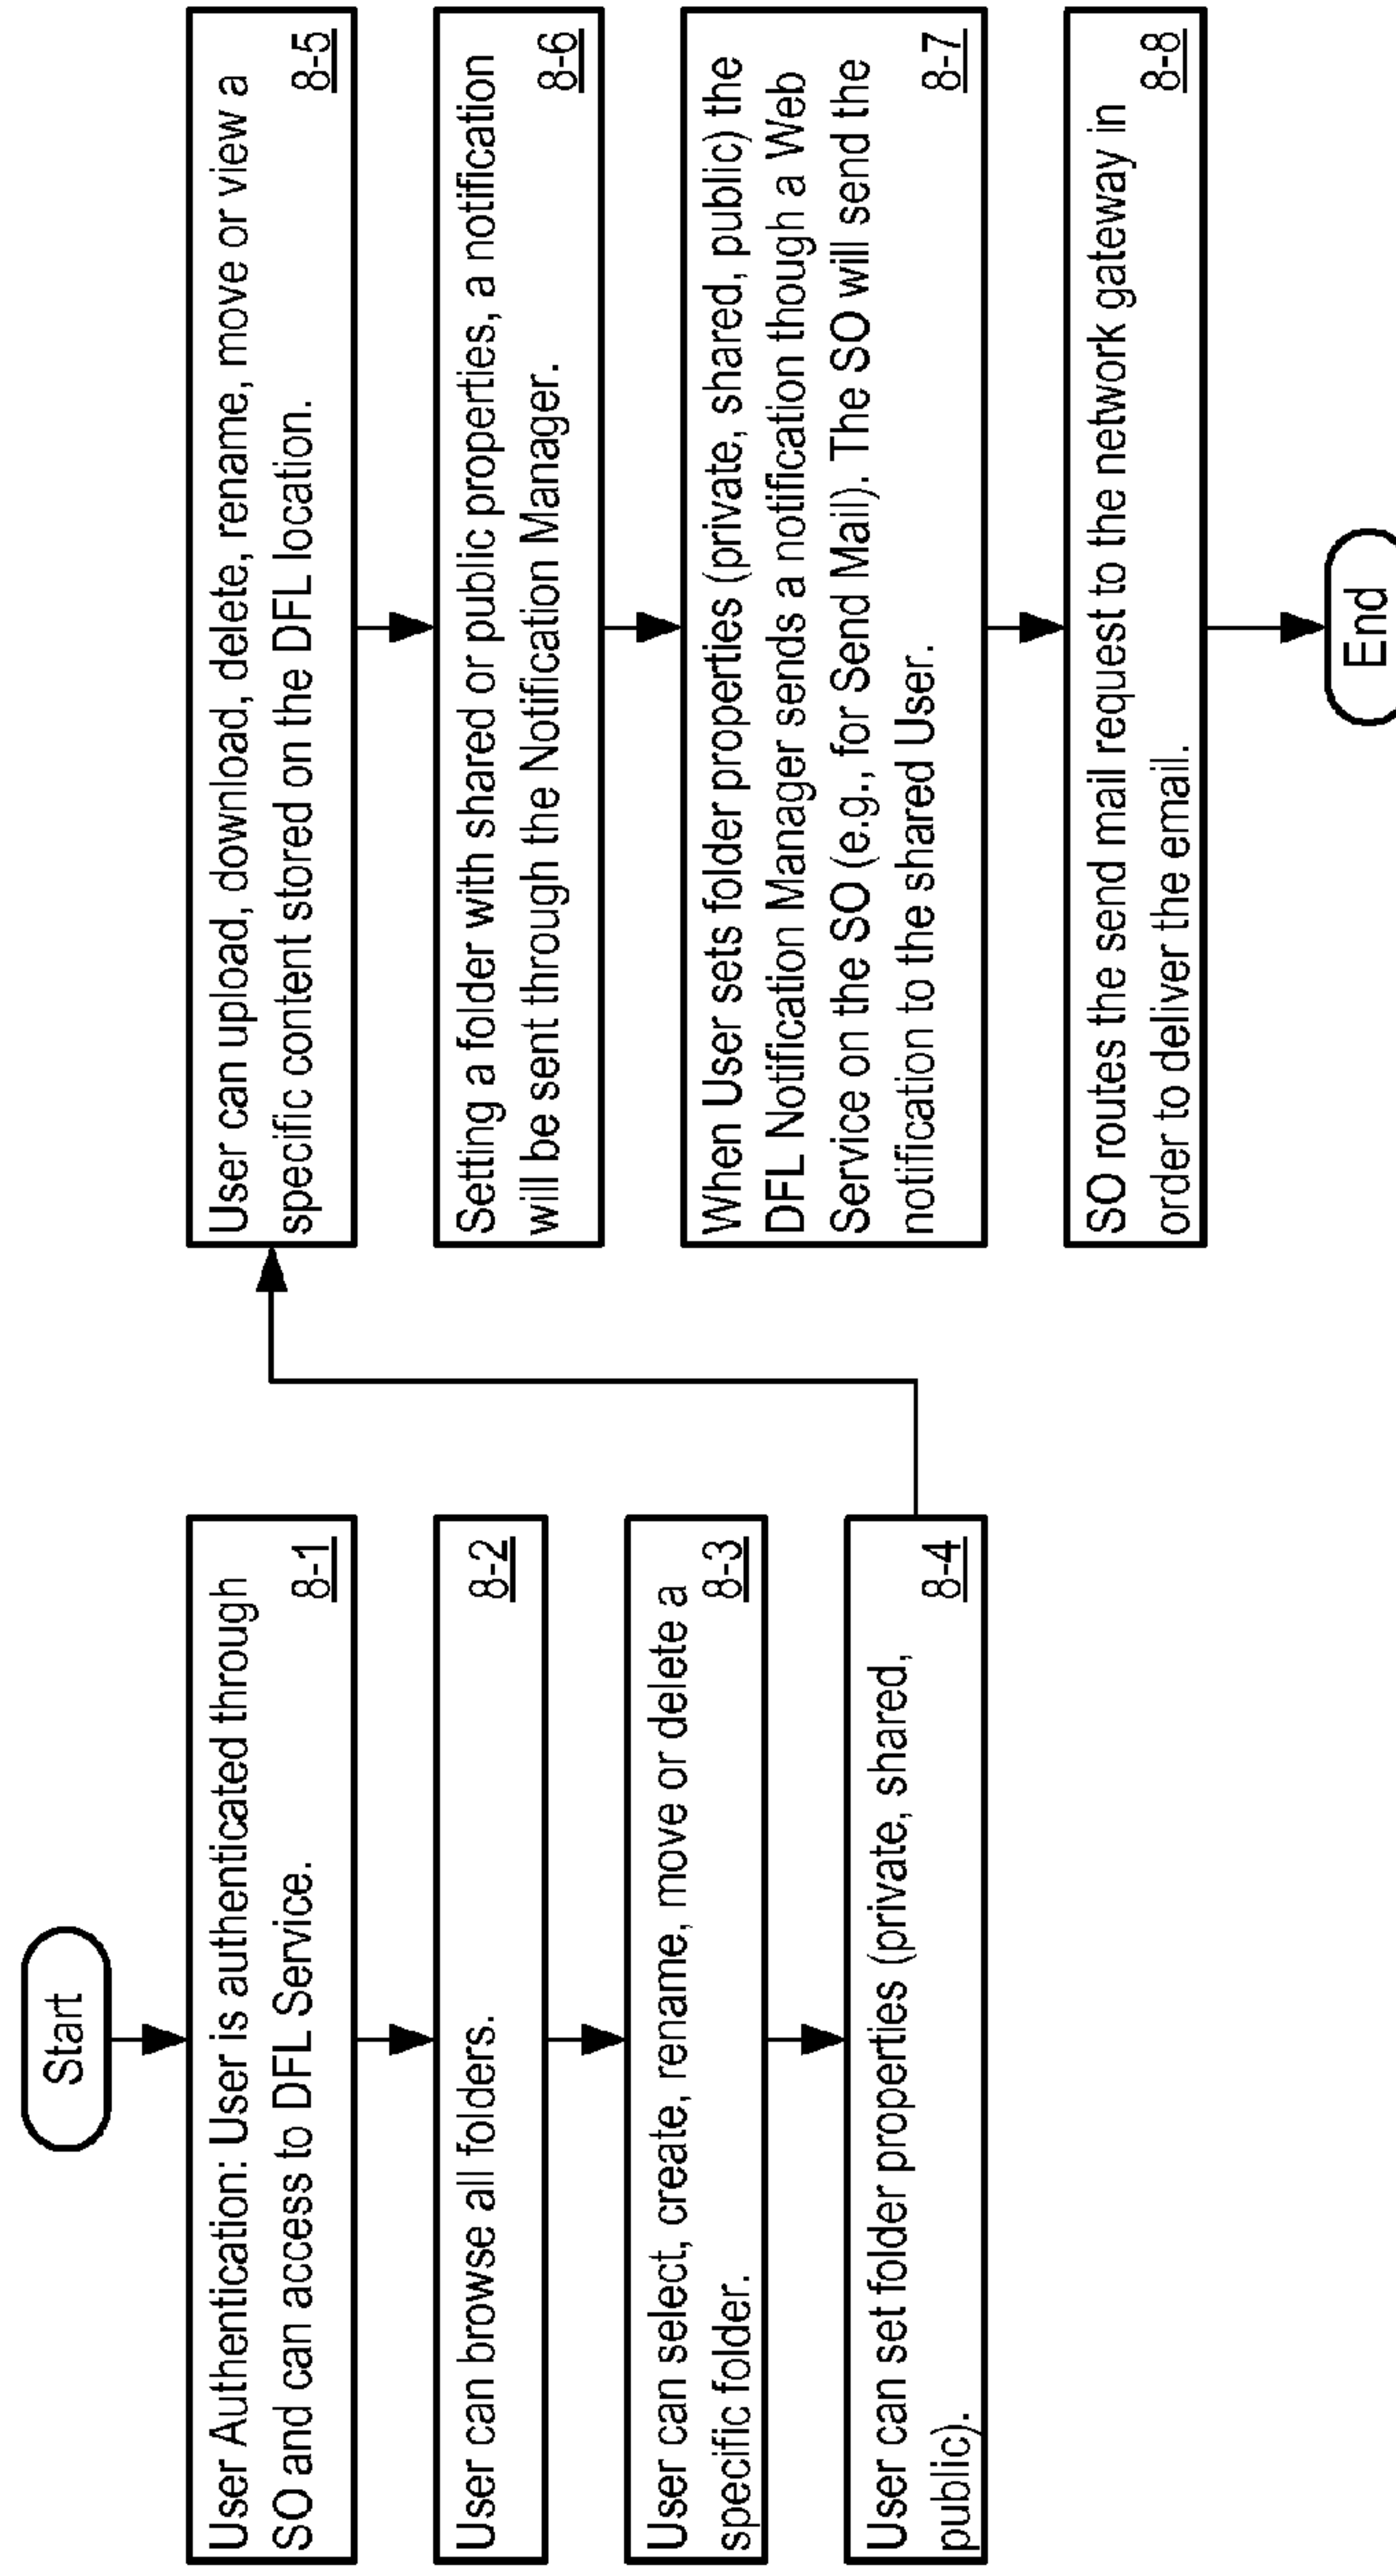 Start
User Authentication: User is authenticated through
SO and can access to DFL Service.
8-1
User can browse all folders.
8-2
User can select, create, rename, move or delete a
specific folder.
8-3
User can set folder properties (private, shared,
public).
8-4
User can upload, download, delete, rename, move or view a
specific content stored on the DFL location.
8-5
Setting a folder with shared or public properties, a notification
will be sent through the Notification Manager.
8-6
When User sets folder properties (private, shared, public) the
DFL Notification Manager sends a notification though a Web
Service on the SO (e.g., for Send Mail). The SO will send the
notification to the shared User.
8-7
SO routes the send mail request to the network gateway in
order to deliver the email.
8-8
End